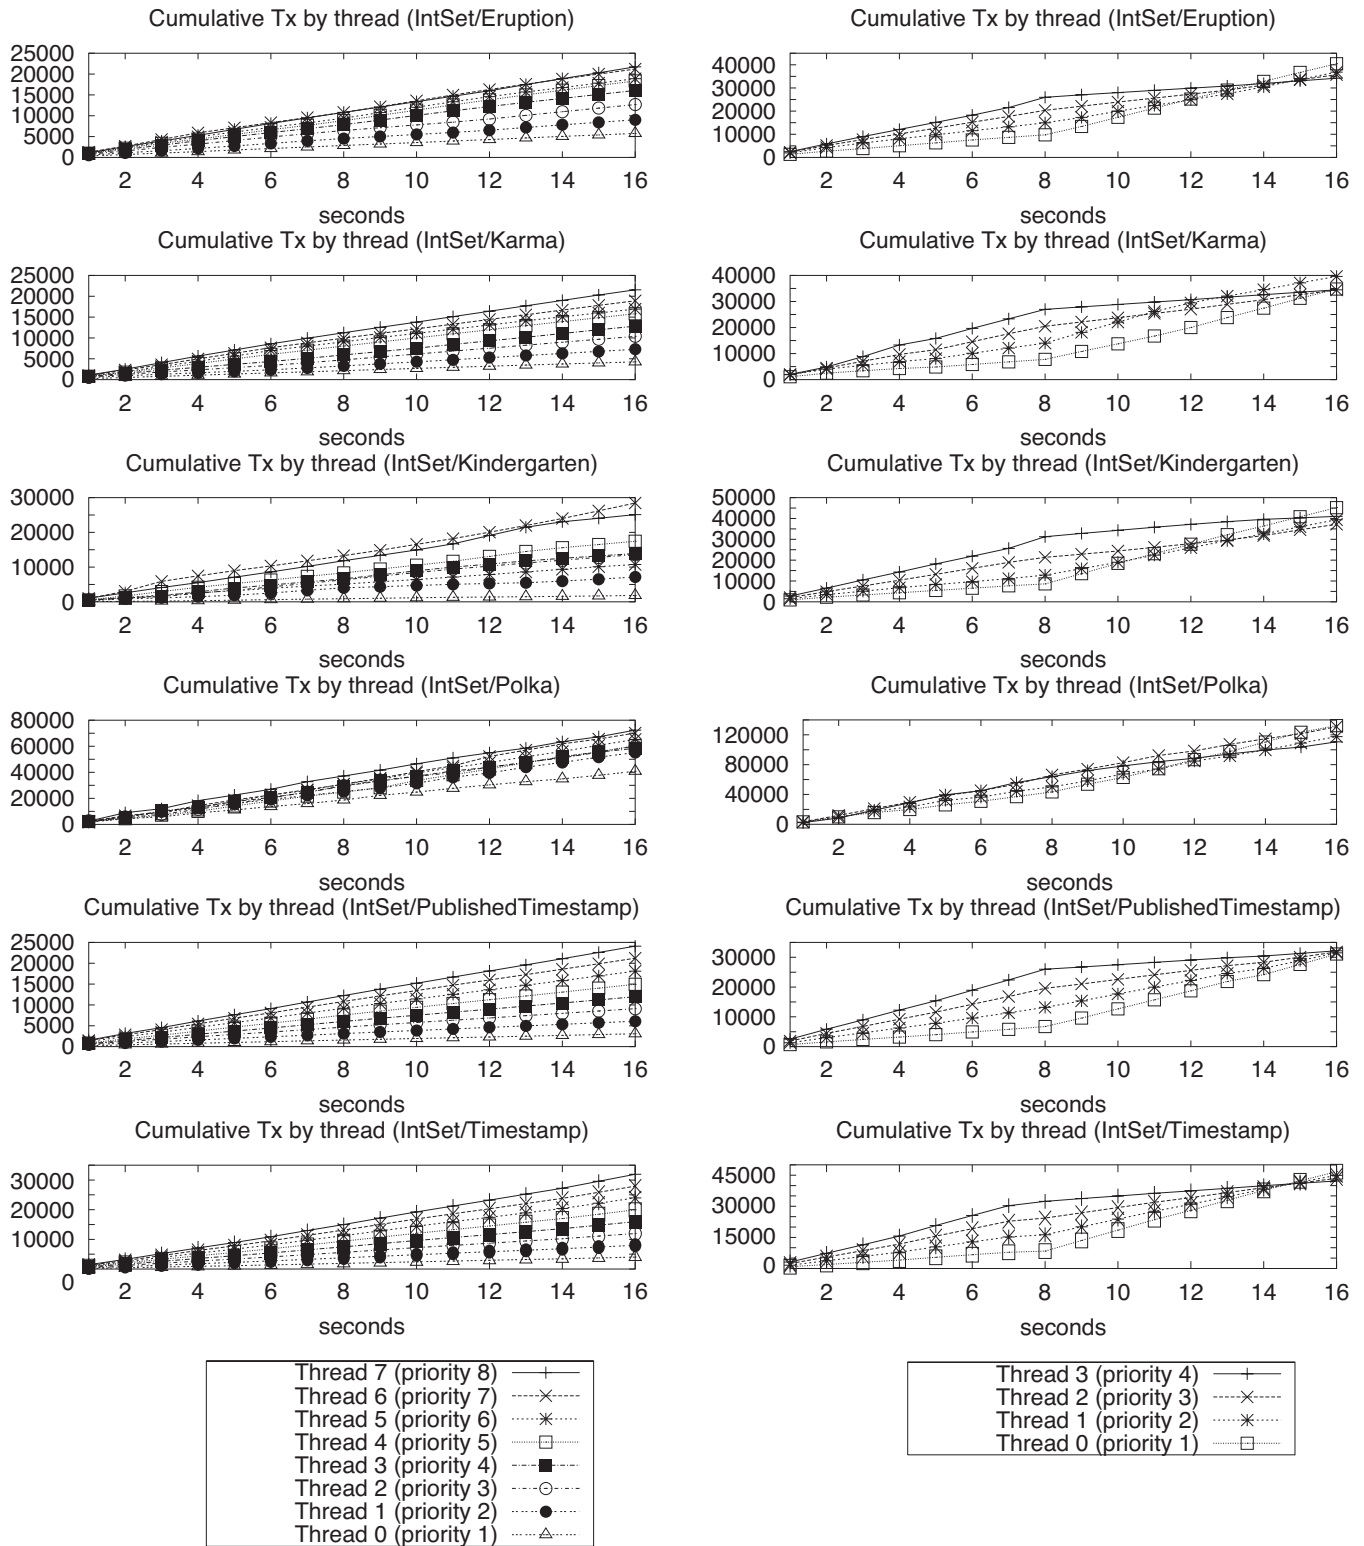 Cumulative Tx by thread (IntSet/Eruption)
25000
20000
15000
10000
5000
0
2 4 6 8 10 12 14 16
seconds
Cumulative Tx by thread (IntSet/Eruption)
40000
30000
20000
10000
0
2 4 6 8 10 12 14 16
seconds
Cumulative Tx by thread (IntSet/Karma)
25000
20000
15000
10000
5000
0
2 4 6 8 10 12 14 16
seconds
Cumulative Tx by thread (IntSet/Karma)
40000
30000
20000
10000
0
2 4 6 8 10 12 14 16
seconds
Cumulative Tx by thread (IntSet/Kindergarten)
30000
20000
10000
0
2 4 6 8 10 12 14 16
seconds
Cumulative Tx by thread (IntSet/Kindergarten)
50000
40000
30000
20000
10000
0
2 4 6 8 10 12 14 16
seconds
Cumulative Tx by thread (IntSet/Polka)
80000
60000
40000
20000
0
2 4 6 8 10 12 14 16
seconds
Cumulative Tx by thread (IntSet/Polka)
120000
80000
40000
0
2 4 6 8 10 12 14 16
seconds
Cumulative Tx by thread (IntSet/PublishedTimestamp)
25000
20000
15000
10000
5000
0
2 4 6 8 10 12 14 16
seconds
Cumulative Tx by thread (IntSet/PublishedTimestamp)
30000
20000
10000
0
2 4 6 8 10 12 14 16
seconds
Cumulative Tx by thread (IntSet/Timestamp)
30000
20000
10000
0
2 4 6 8 10 12 14 16
seconds
Cumulative Tx by thread (IntSet/Timestamp)
45000
30000
15000
0
2 4 6 8 10 12 14 16
seconds
Thread 7 (priority 8)
Thread 6 (priority 7)
Thread 5 (priority 6)
Thread 4 (priority 5)
Thread 3 (priority 4)
Thread 2 (priority 3)
Thread 1 (priority 2)
Thread 0 (priority 1)
Thread 3 (priority 4)
Thread 2 (priority 3)
Thread 1 (priority 2)
Thread 0 (priority 1)